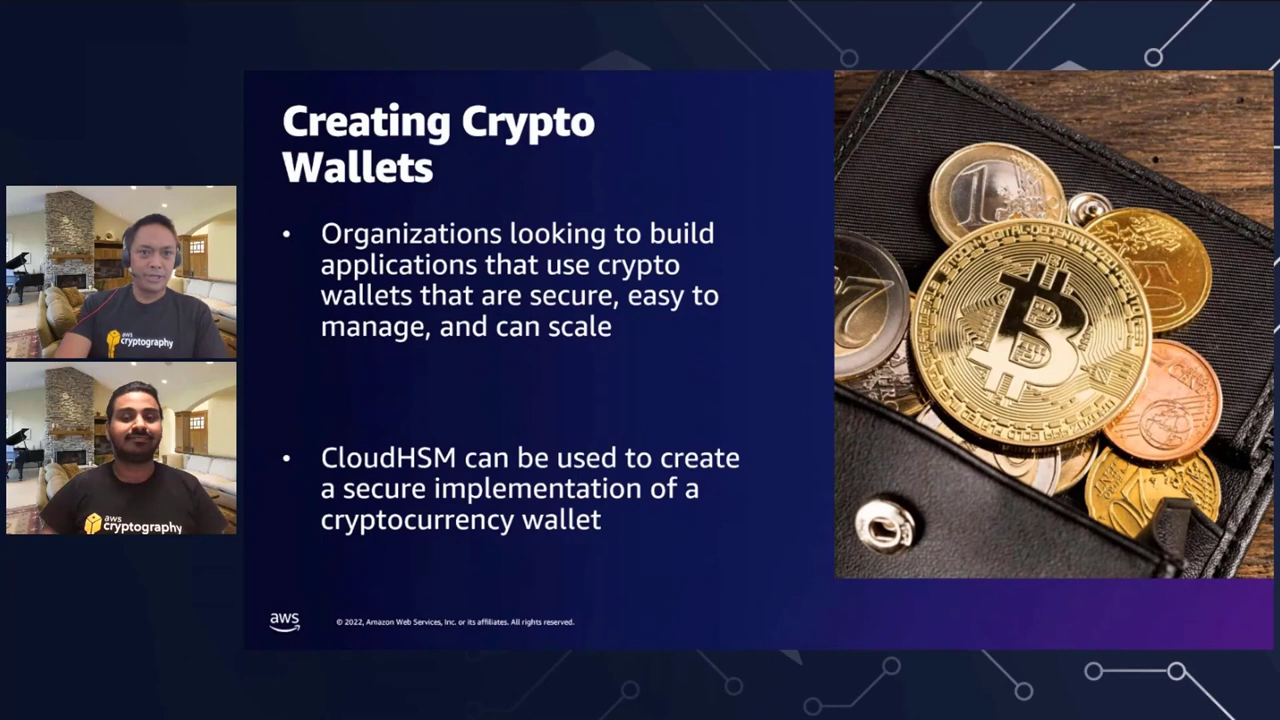 Creating Crypto
Wallets
• Organizations looking to build
applications that use crypto
wallets that are secure, easy to
manage, and can scale
• CloudHSM can be used to create
a secure implementation of a
cryptocurrency wallet
aws
© 2022, Amazon Web Services, Inc. or its affiliates. All rights reserved.
aws
cryptography
aws
cryptography
1
50